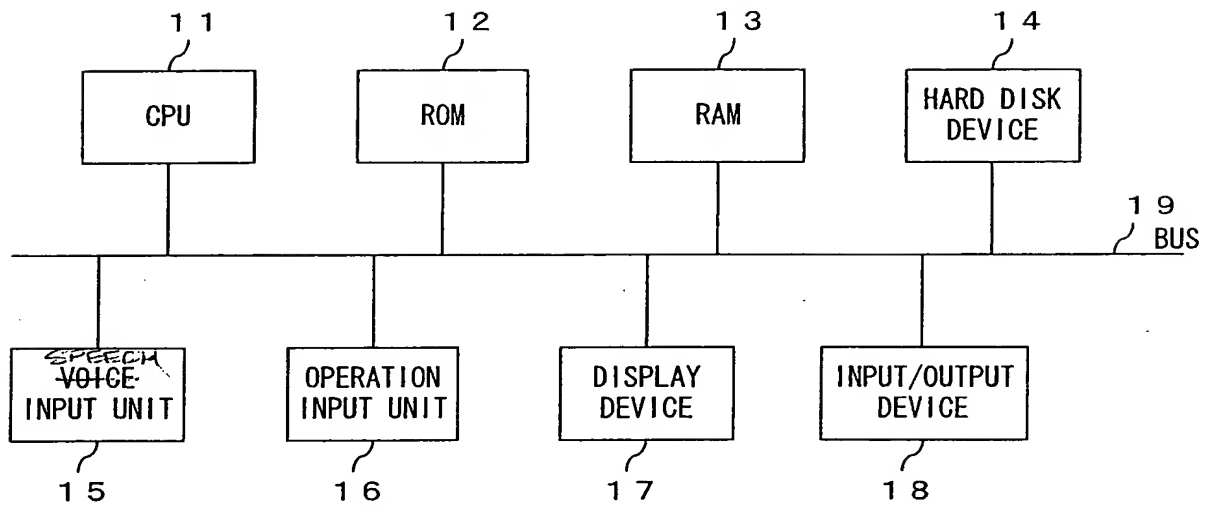 11 12 13 14
CPU ROM RAM HARD DISK
DEVICE
19
BUS
SPEECH
VOICE OPERATION DISPLAY INPUT/OUTPUT
INPUT UNIT INPUT UNIT DEVICE DEVICE
15 16 17 18